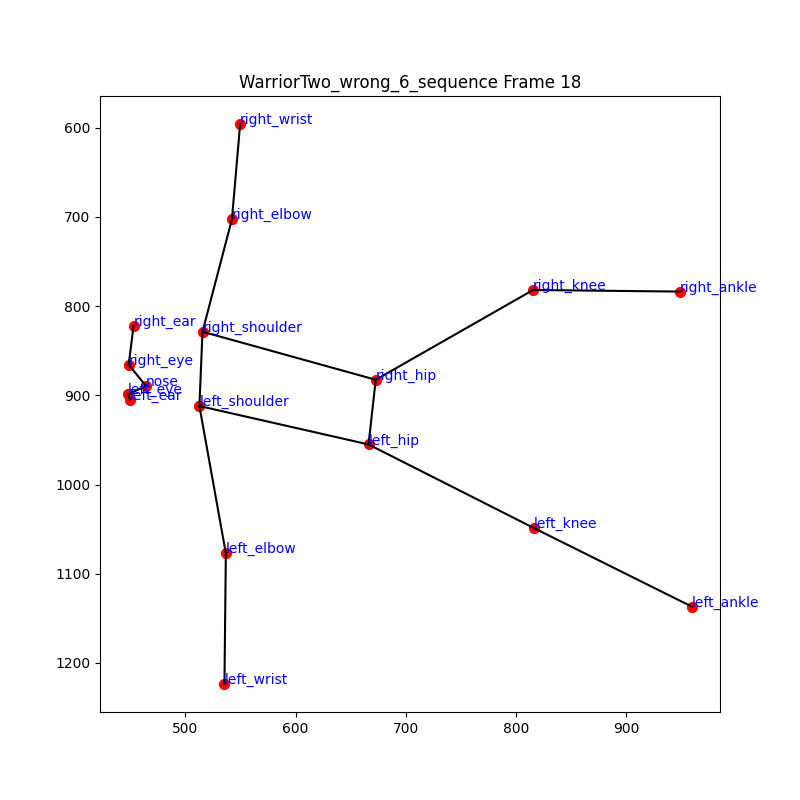 WarriorTwo_wrong_6_sequence Frame 18
600
700
800
900
1000
1100
1200
500
600
700
800
900
right_wrist
right_elbow
right_knee
right_ankle
right_ear
right_shoulder
right_eye
right_hip
nose
left_eye
left_ear
left_shoulder
left_hip
left_knee
left_elbow
left_ankle
left_wrist